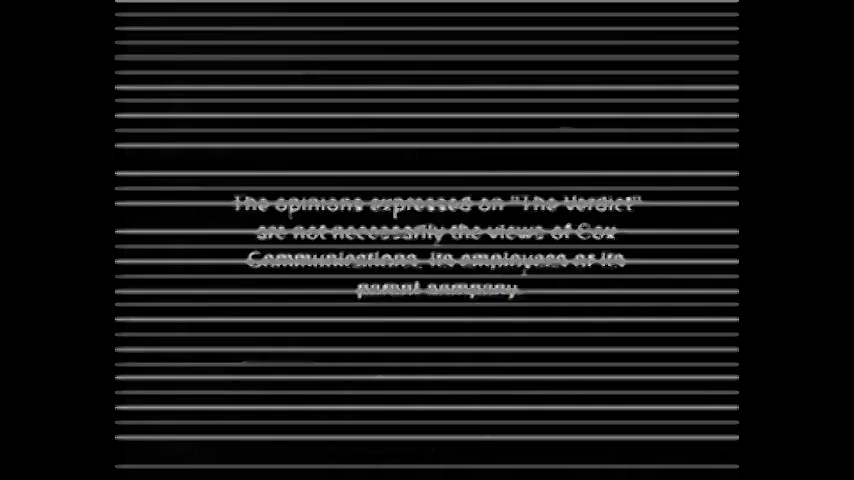 The opinions expressed on "The Verdict"
are not necessarily the views of Cox
Communications, its employees or its
parent company.